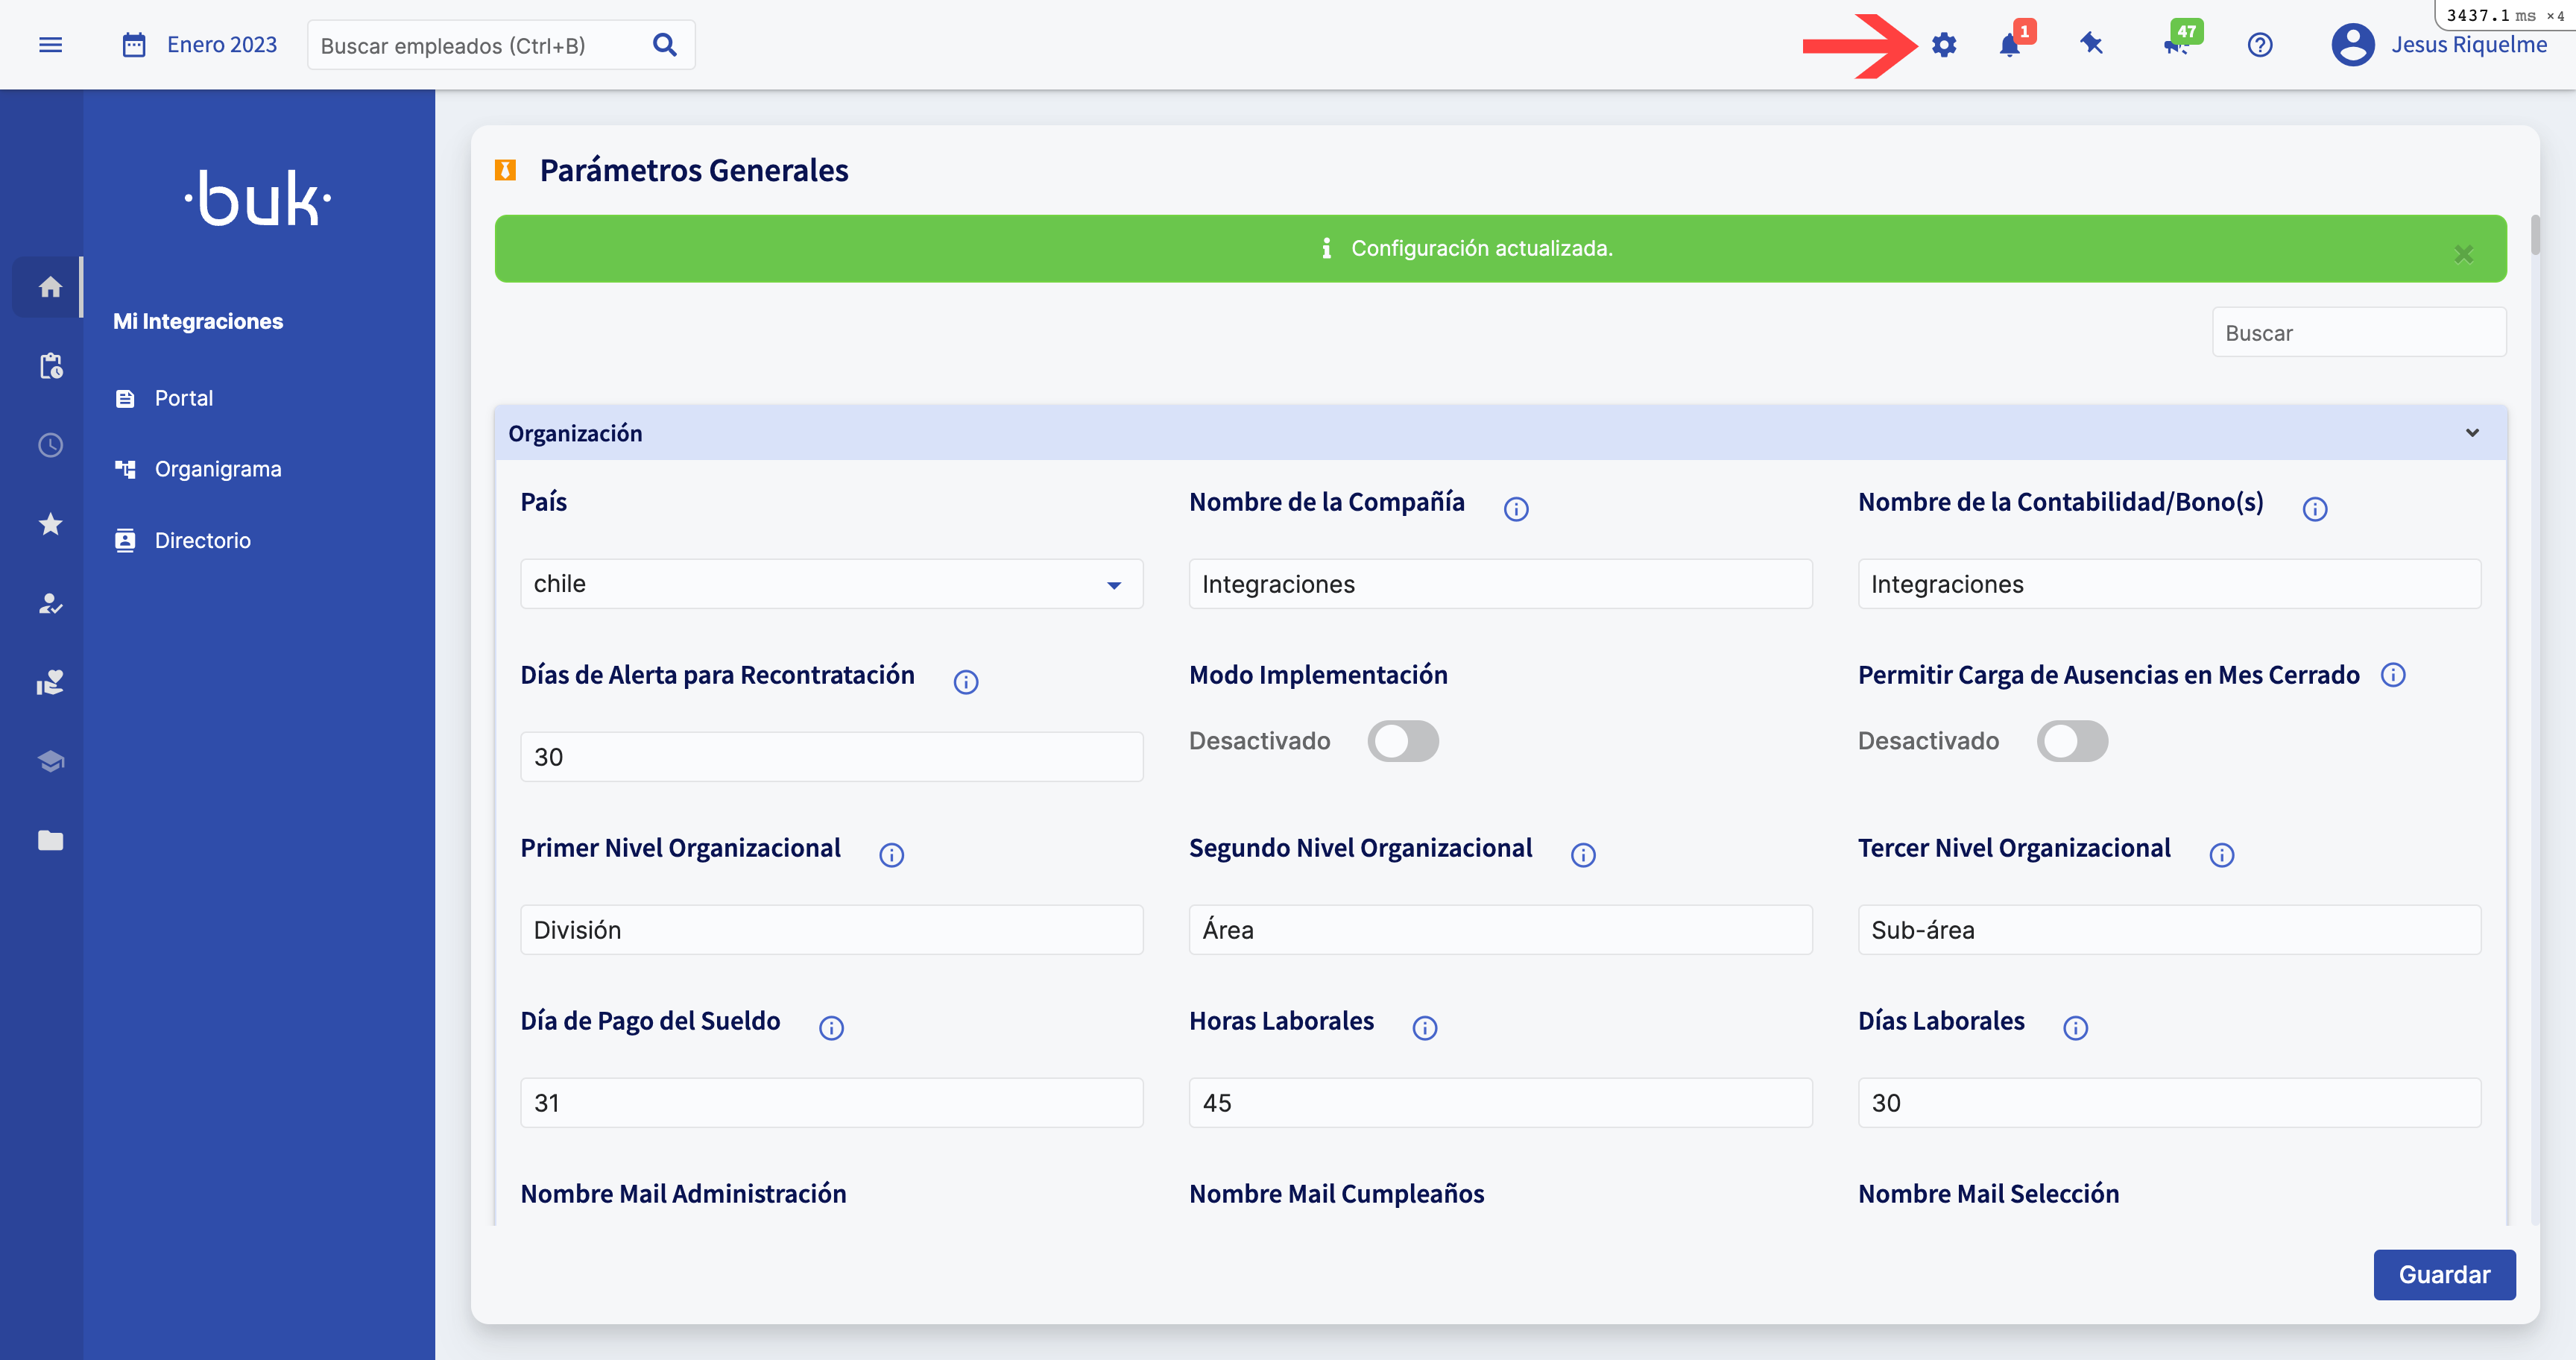 3437.1 ms ×4
Enero 2023
Buscar empleados (Ctrl+B)
1
47
Jesus Riquelme
·buk·
Mi Integraciones
Portal
Organigrama
Directorio
Parámetros Generales
Configuración actualizada.
Buscar
Organización
País
Nombre de la Compañía
Nombre de la Contabilidad/Bono(s)
chile
Integraciones
Integraciones
Días de Alerta para Recontratación
Modo Implementación
Permitir Carga de Ausencias en Mes Cerrado
30
Desactivado
Desactivado
Primer Nivel Organizacional
Segundo Nivel Organizacional
Tercer Nivel Organizacional
División
Área
Sub-área
Día de Pago del Sueldo
Horas Laborales
Días Laborales
31
45
30
Nombre Mail Administración
Nombre Mail Cumpleaños
Nombre Mail Selección
Guardar